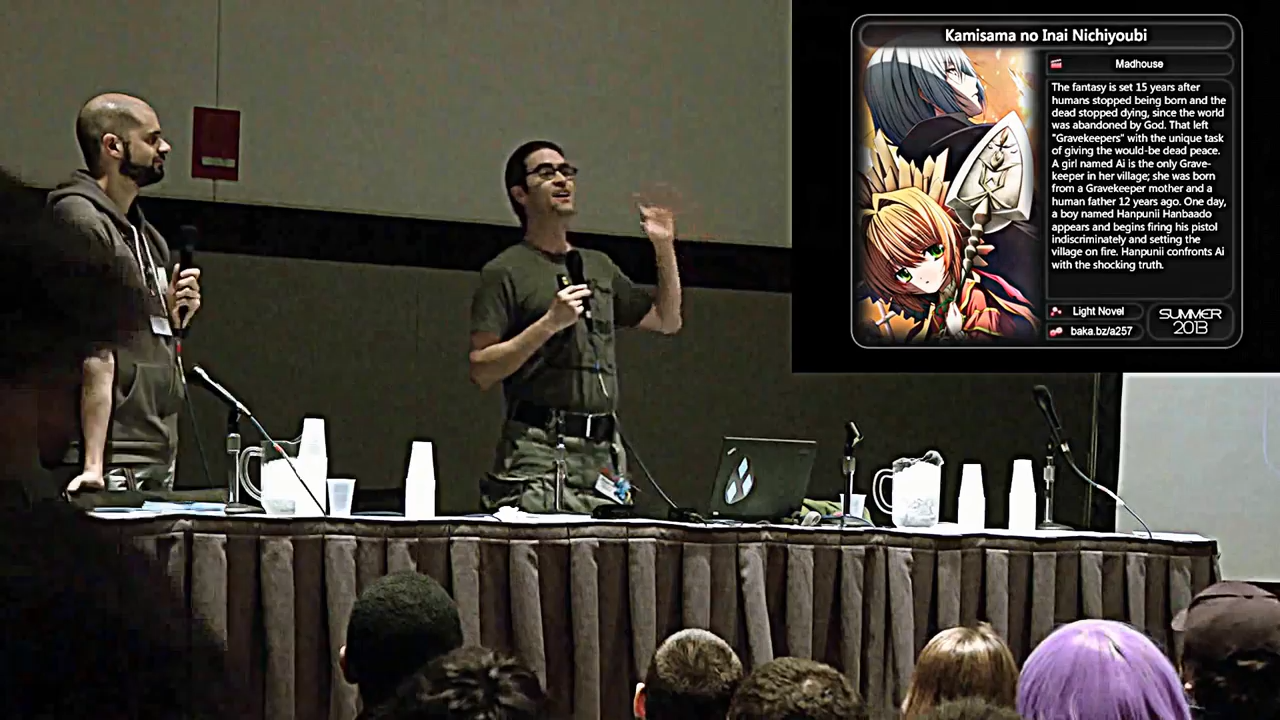 Kamisama no Inai Nichiyoubi
Madhouse
The fantasy is set 15 years after
humans stopped being born and the
dead stopped dying, since the world
was abandoned by God. That left
"Gravekeepers" with the unique task
of giving the would-be dead peace.
A girl named Ai is the only Grave-
keeper in her village; she was born
from a Gravekeeper mother and a
human father 12 years ago. One day,
a boy named Hanpunii Hanbaado
appears and begins firing his pistol
indiscriminately and setting the
village on fire. Hanpunii confronts Ai
with the shocking truth.
Light Novel
baka.bz/a257
SUMMER
2013